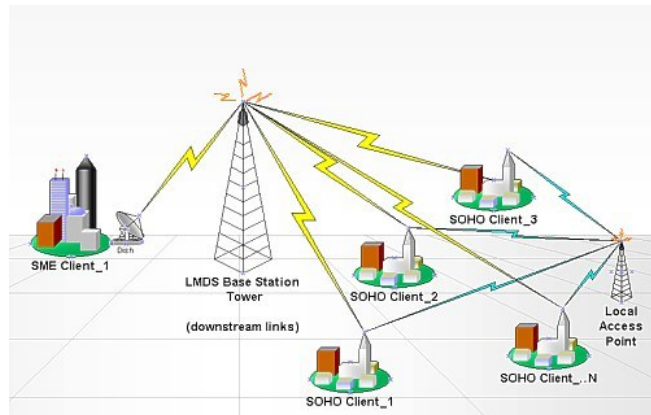 SOHO Client_3
Dish
SME Client_1
LMDS Base Station
Tower
(downstream links)
SOHO Client_2
Local
Access
Point
SOHO Client_1
SOHO Client_..N